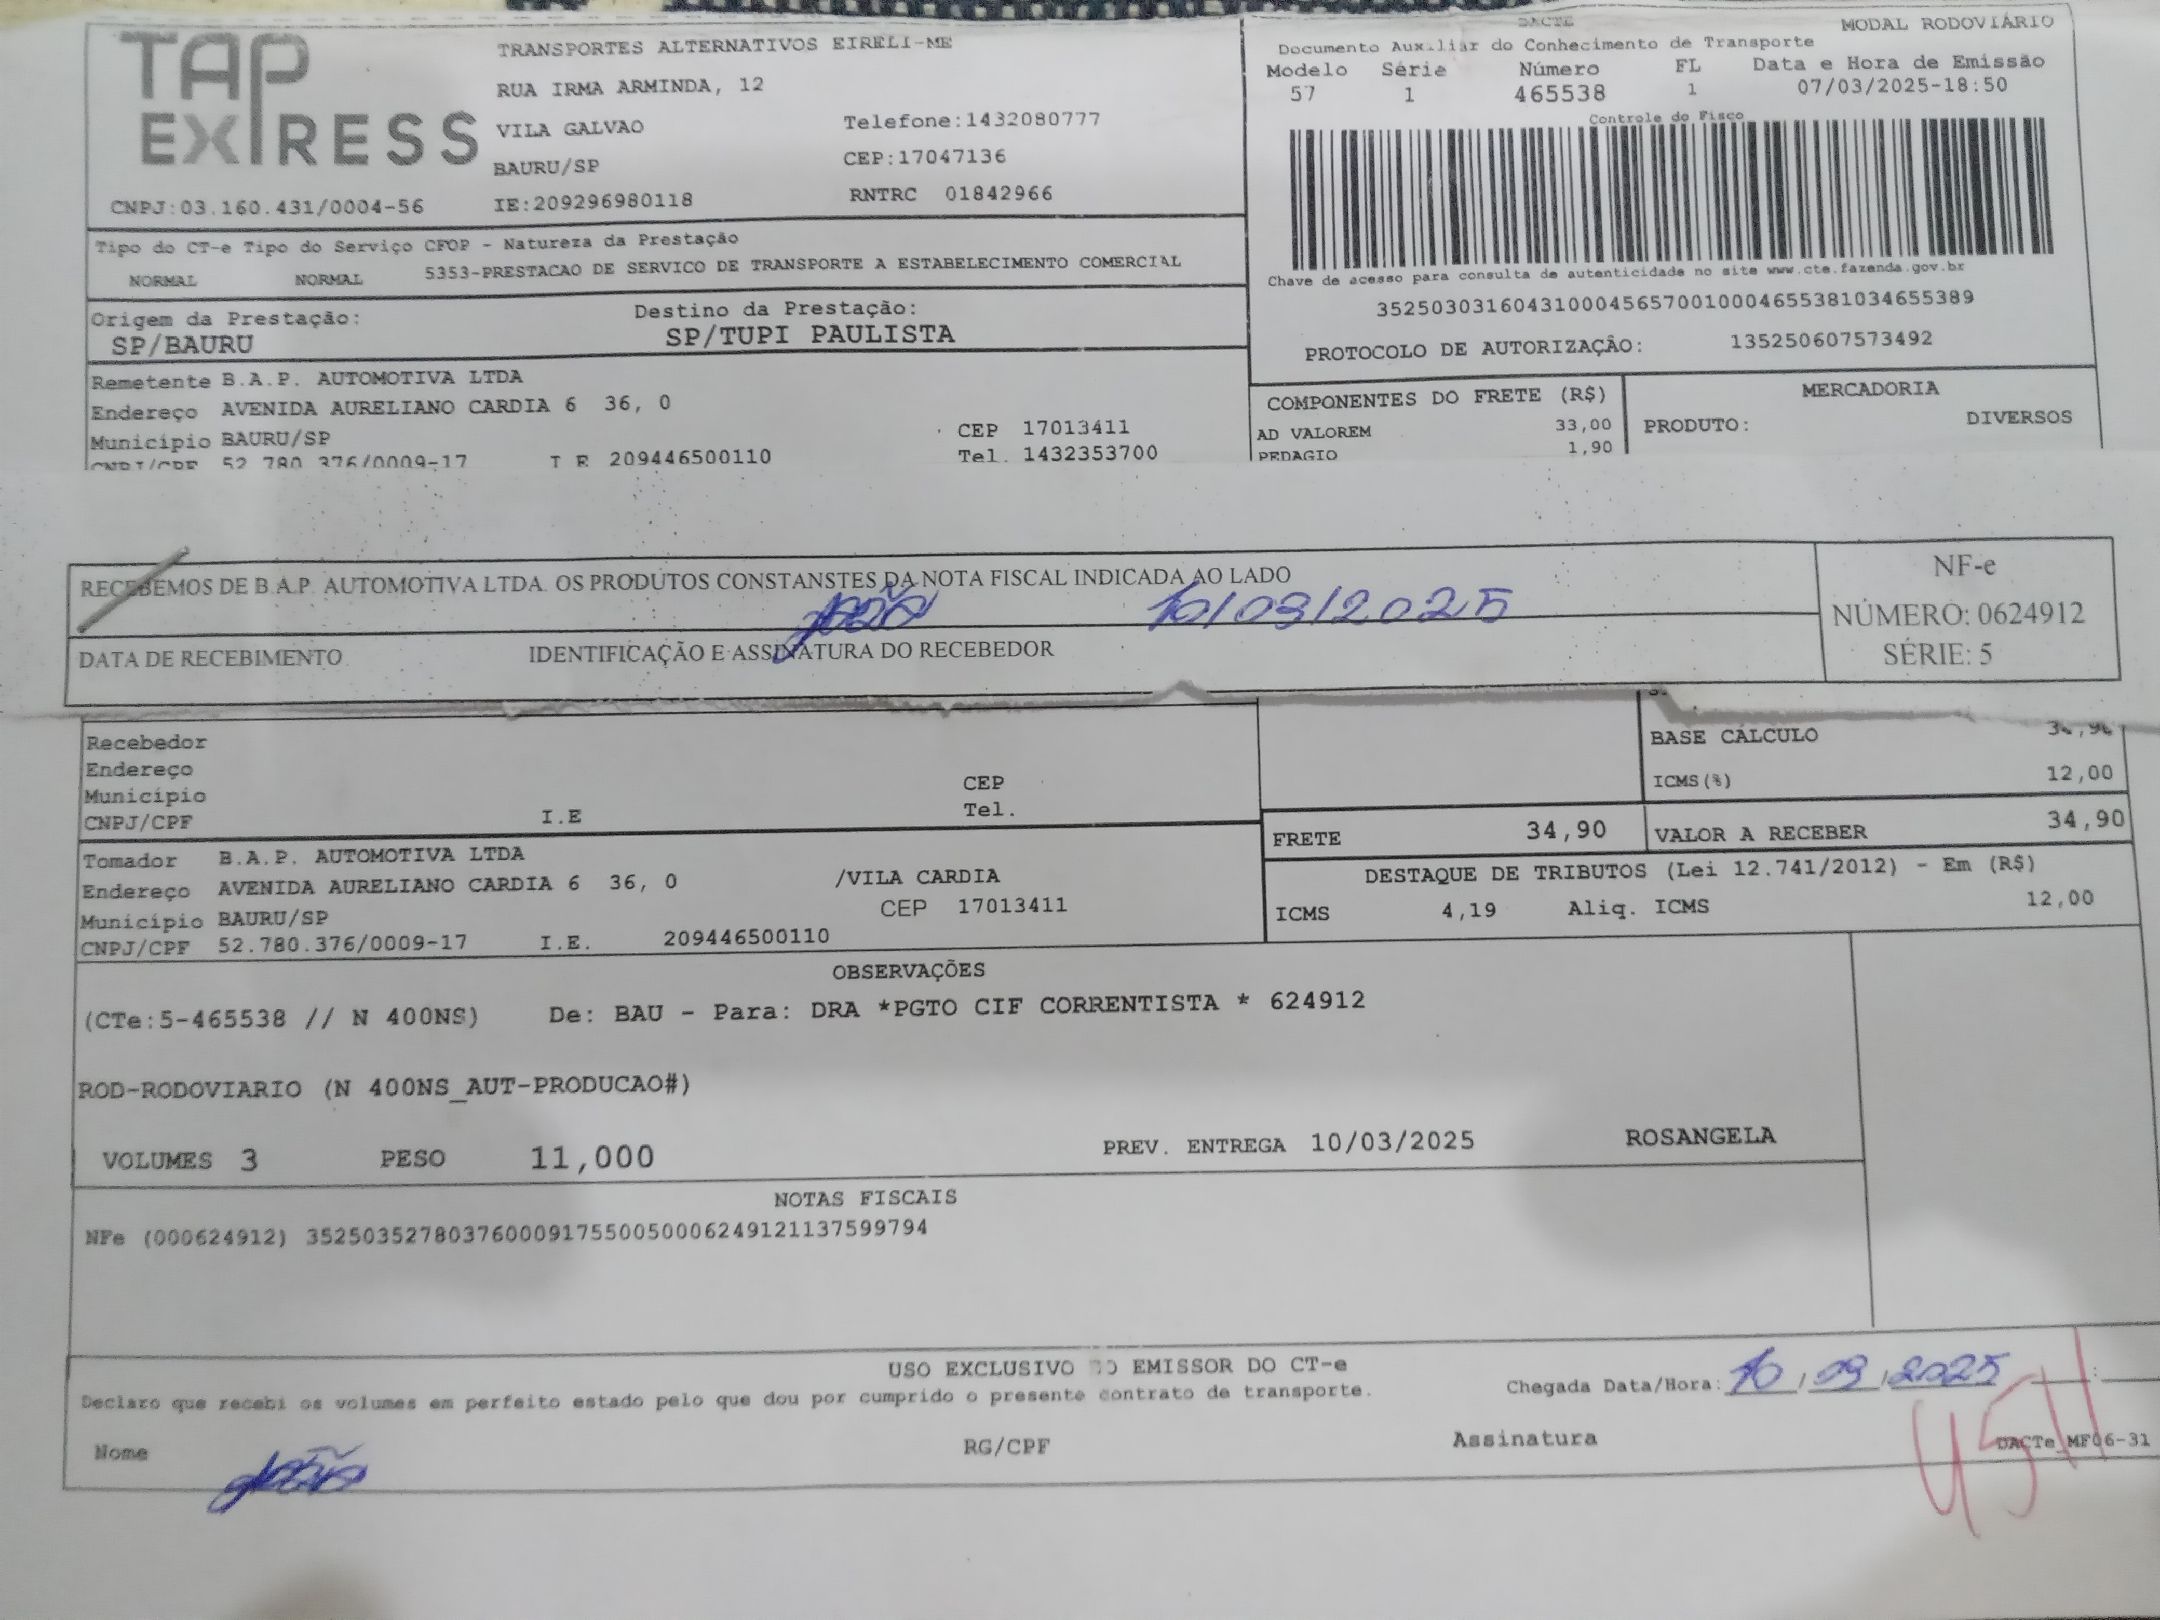 TAP EXPRESS
TRANSPORTES ALTERNATIVOS EIRELI-ME
RUA IRMA ARMINDA, 12
VILA GALVAO Telefone:1432080777
BAURU/SP CEP:17047136
CNPJ:03.160.431/0004-56 IE:209296980118 RNTRC 01842966
DACTE MODAL RODOVIÁRIO
Documento Auxiliar do Conhecimento de Transporte
Modelo Série Número FL Data e Hora de Emissão
57 1 465538 1 07/03/2025-18:50
Controle do Fisco
Chave de acesso para consulta de autenticidade no site www.cte.fazenda.gov.br
35250303160431000456570010004655381034655389
PROTOCOLO DE AUTORIZAÇÃO: 135250607573492
Tipo do CT-e Tipo do Serviço CFOP - Natureza da Prestação
NORMAL NORMAL 5353-PRESTACAO DE SERVICO DE TRANSPORTE A ESTABELECIMENTO COMERCIAL
Origem da Prestação: Destino da Prestação:
SP/BAURU SP/TUPI PAULISTA
Remetente B.A.P. AUTOMOTIVA LTDA
Endereço AVENIDA AURELIANO CARDIA 6 36, 0
Município BAURU/SP CEP 17013411
CNPJ/CPF 52.780.376/0009-17 I.E 209446500110 Tel. 1432353700
COMPONENTES DO FRETE (R$)
AD VALOREM 33,00
PEDAGIO 1,90
MERCADORIA
PRODUTO: DIVERSOS
RECEBEMOS DE B.A.P. AUTOMOTIVA LTDA. OS PRODUTOS CONSTANSTES DA NOTA FISCAL INDICADA AO LADO
João 10/03/2025
DATA DE RECEBIMENTO IDENTIFICAÇÃO E ASSINATURA DO RECEBEDOR
NF-e
NÚMERO: 0624912
SÉRIE: 5
Recebedor
Endereço CEP
Município Tel.
CNPJ/CPF I.E
BASE CÁLCULO 34,90
ICMS(%) 12,00
FRETE 34,90 VALOR A RECEBER 34,90
Tomador B.A.P. AUTOMOTIVA LTDA
Endereço AVENIDA AURELIANO CARDIA 6 36, 0 /VILA CARDIA
Município BAURU/SP CEP 17013411
CNPJ/CPF 52.780.376/0009-17 I.E. 209446500110
DESTAQUE DE TRIBUTOS (Lei 12.741/2012) - Em (R$)
ICMS 4,19 Aliq. ICMS 12,00
OBSERVAÇÕES
(CTe:5-465538 // N 400NS) De: BAU - Para: DRA *PGTO CIF CORRENTISTA * 624912
ROD-RODOVIARIO (N 400NS_AUT-PRODUCAO#)
VOLUMES 3 PESO 11,000 PREV. ENTREGA 10/03/2025 ROSANGELA
NOTAS FISCAIS
NFe (000624912) 35250352780376000917550050006249121137599794
USO EXCLUSIVO DO EMISSOR DO CT-e
Declaro que recebi os volumes em perfeito estado pelo que dou por cumprido o presente contrato de transporte.
Chegada Data/Hora: 10/03/2025 :
Nome João RG/CPF Assinatura DACTe_MF06-31